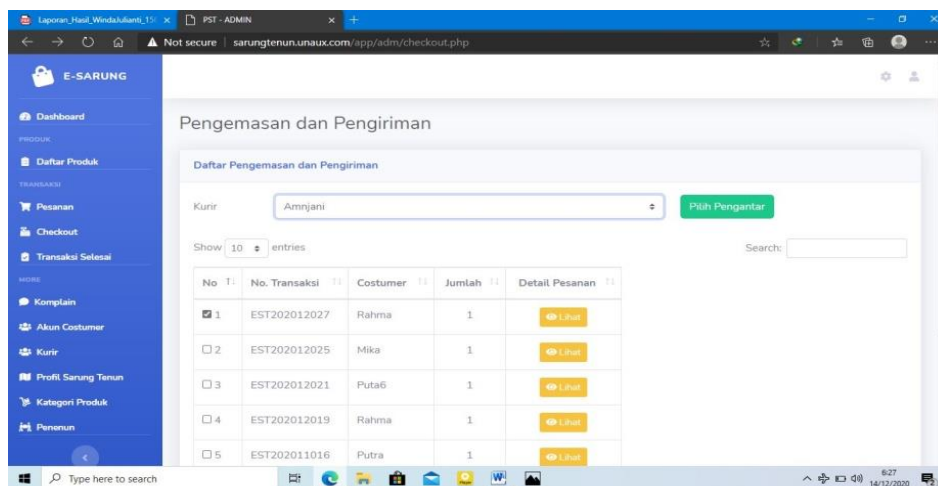 Laporan_Hasil_WindaJulianti_15
PST - ADMIN
Not secure | sarungtenun.unaux.com/app/adm/checkout.php
E-SARUNG
Dashboard
PRODUK
Daftar Produk
TRANSAKSI
Pesanan
Checkout
Transaksi Selesai
MORE
Komplain
Akun Costumer
Kurir
Profil Sarung Tenun
Kategori Produk
Penenun
Pengemasan dan Pengiriman
Daftar Pengemasan dan Pengiriman
Kurir Amnjani Pilih Pengantar
Show 10 entries Search:
No No. Transaksi Costumer Jumlah Detail Pesanan
1 EST202012027 Rahma 1 Lihat
2 EST202012025 Mika 1 Lihat
3 EST202012021 Puta6 1 Lihat
4 EST202012019 Rahma 1 Lihat
5 EST202011016 Putra 1 Lihat
Type here to search
6:27
14/12/2020